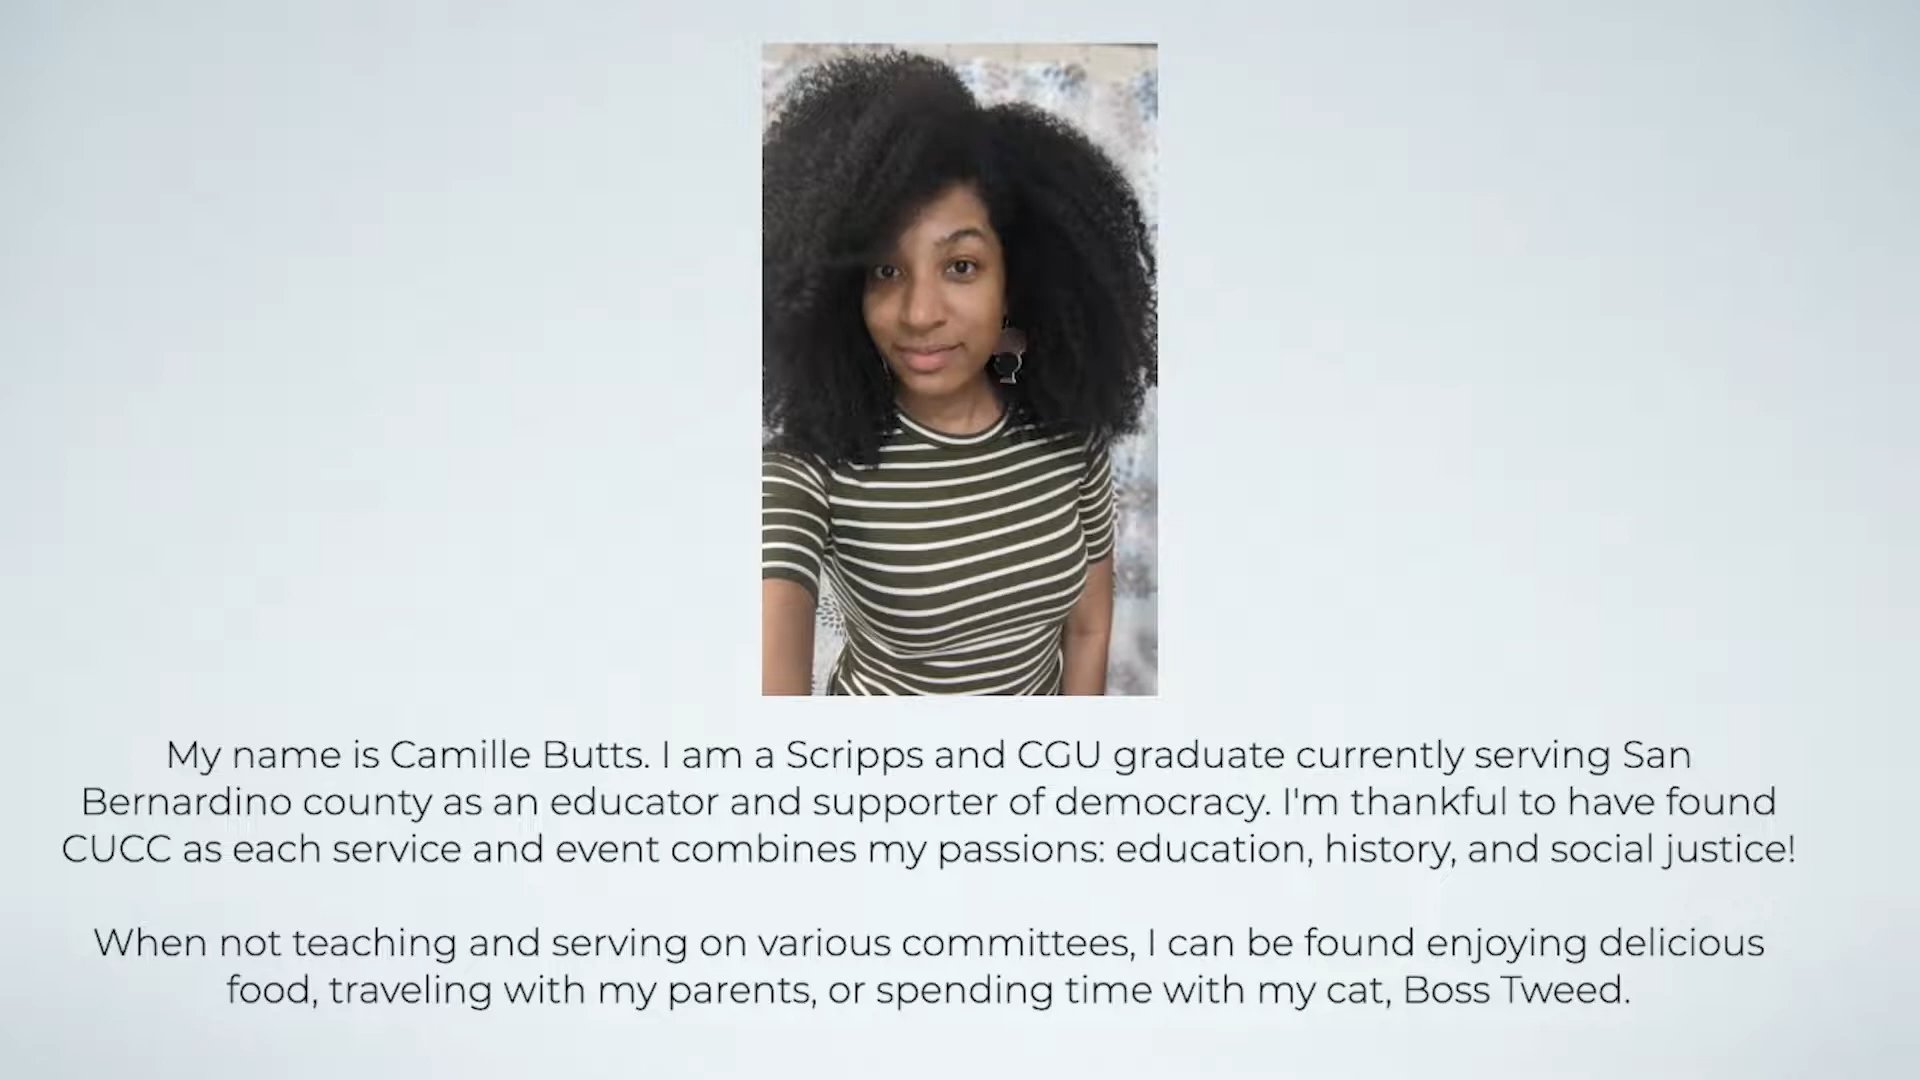 My name is Camille Butts. I am a Scripps and CGU graduate currently serving San
Bernardino county as an educator and supporter of democracy. I'm thankful to have found
CUCC as each service and event combines my passions: education, history, and social justice!
When not teaching and serving on various committees, I can be found enjoying delicious
food, traveling with my parents, or spending time with my cat, Boss Tweed.